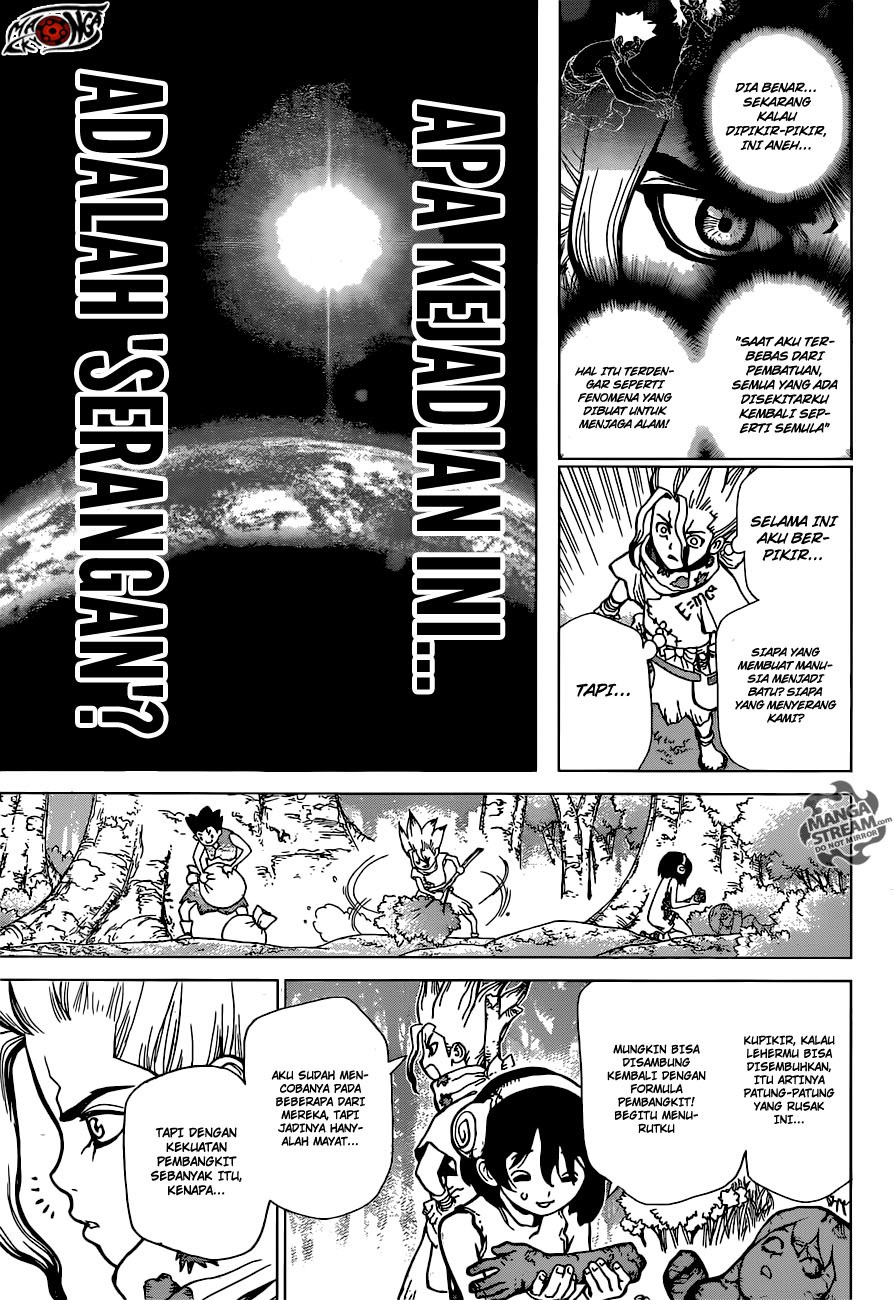 DIA BENAR...
SEKARANG
KALAU
DIPIKIR-PIKIR,
INI ANEH...
"SAAT AKU TER-
BEBAS DARI
PEMBATUAN,
SEMUA YANG ADA
DISEKITARKU
KEMBALI SEP-
ERTI SEMULA"
HAL ITU TERDEN-
GAR SEPERTI
FENOMENA YANG
DIBUAT UNTUK
MENJAGA ALAM!
SELAMA INI
AKU BER-
PIKIR...
SIAPA YANG
MEMBUAT MANU-
SIA MENJADI
BATU? SIAPA
YANG MENYERANG
KAMI?
TAPI...
E=mc²
APA KEJADIAN INI...
ADALAH 'SERANGAN'?
MANGA
STREAM.com
DO NOT MIRROR!
KUPIKIR, KALAU
LEHERMU BISA
DISEMBUHKAN,
ITU ARTINYA
PATUNG-PATUNG
YANG RUSAK
INI...
MUNGKIN BISA
DISAMBUNG
KEMBALI DENGAN
FORMULA
PEMBANGKIT!
BEGITU MENU-
RUTKU
AKU SUDAH MEN-
COBANYA PADA
BEBERAPA DARI
MEREKA, TAPI
JADINYA HANY-
ALAH MAYAT...
TAPI DENGAN
KEKUATAN
PEMBANGKIT
SEBANYAK ITU,
KENAPA...